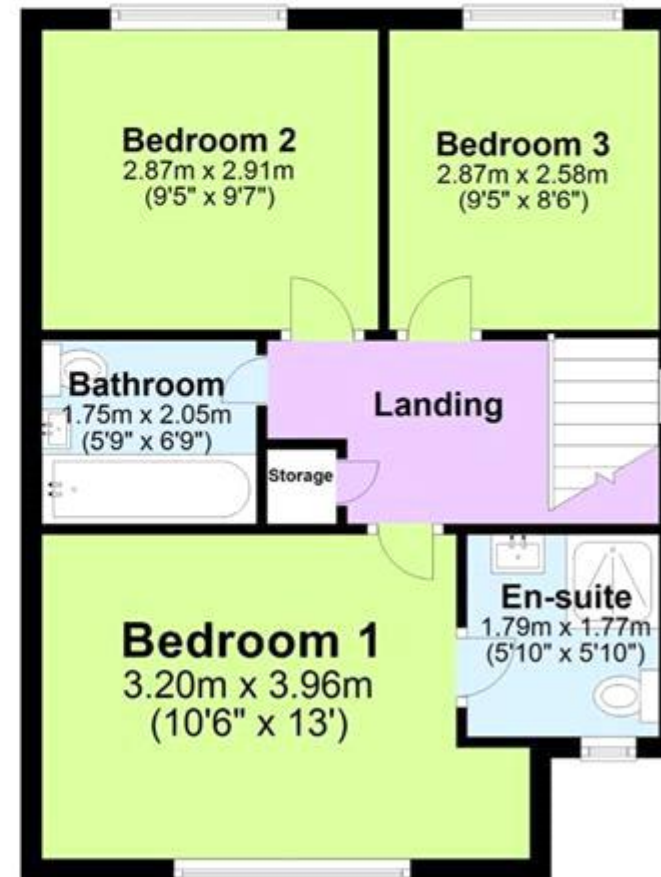 Bedroom 2
2.87m x 2.91m
(9'5" x 9'7")
Bedroom 3
2.87m x 2.58m
(9'5" x 8'6")
Bathroom
1.75m x 2.05m
(5'9" x 6'9")
Landing
Storage
Bedroom 1
3.20m x 3.96m
(10'6" x 13')
En-suite
1.79m x 1.77m
(5'10" x 5'10")